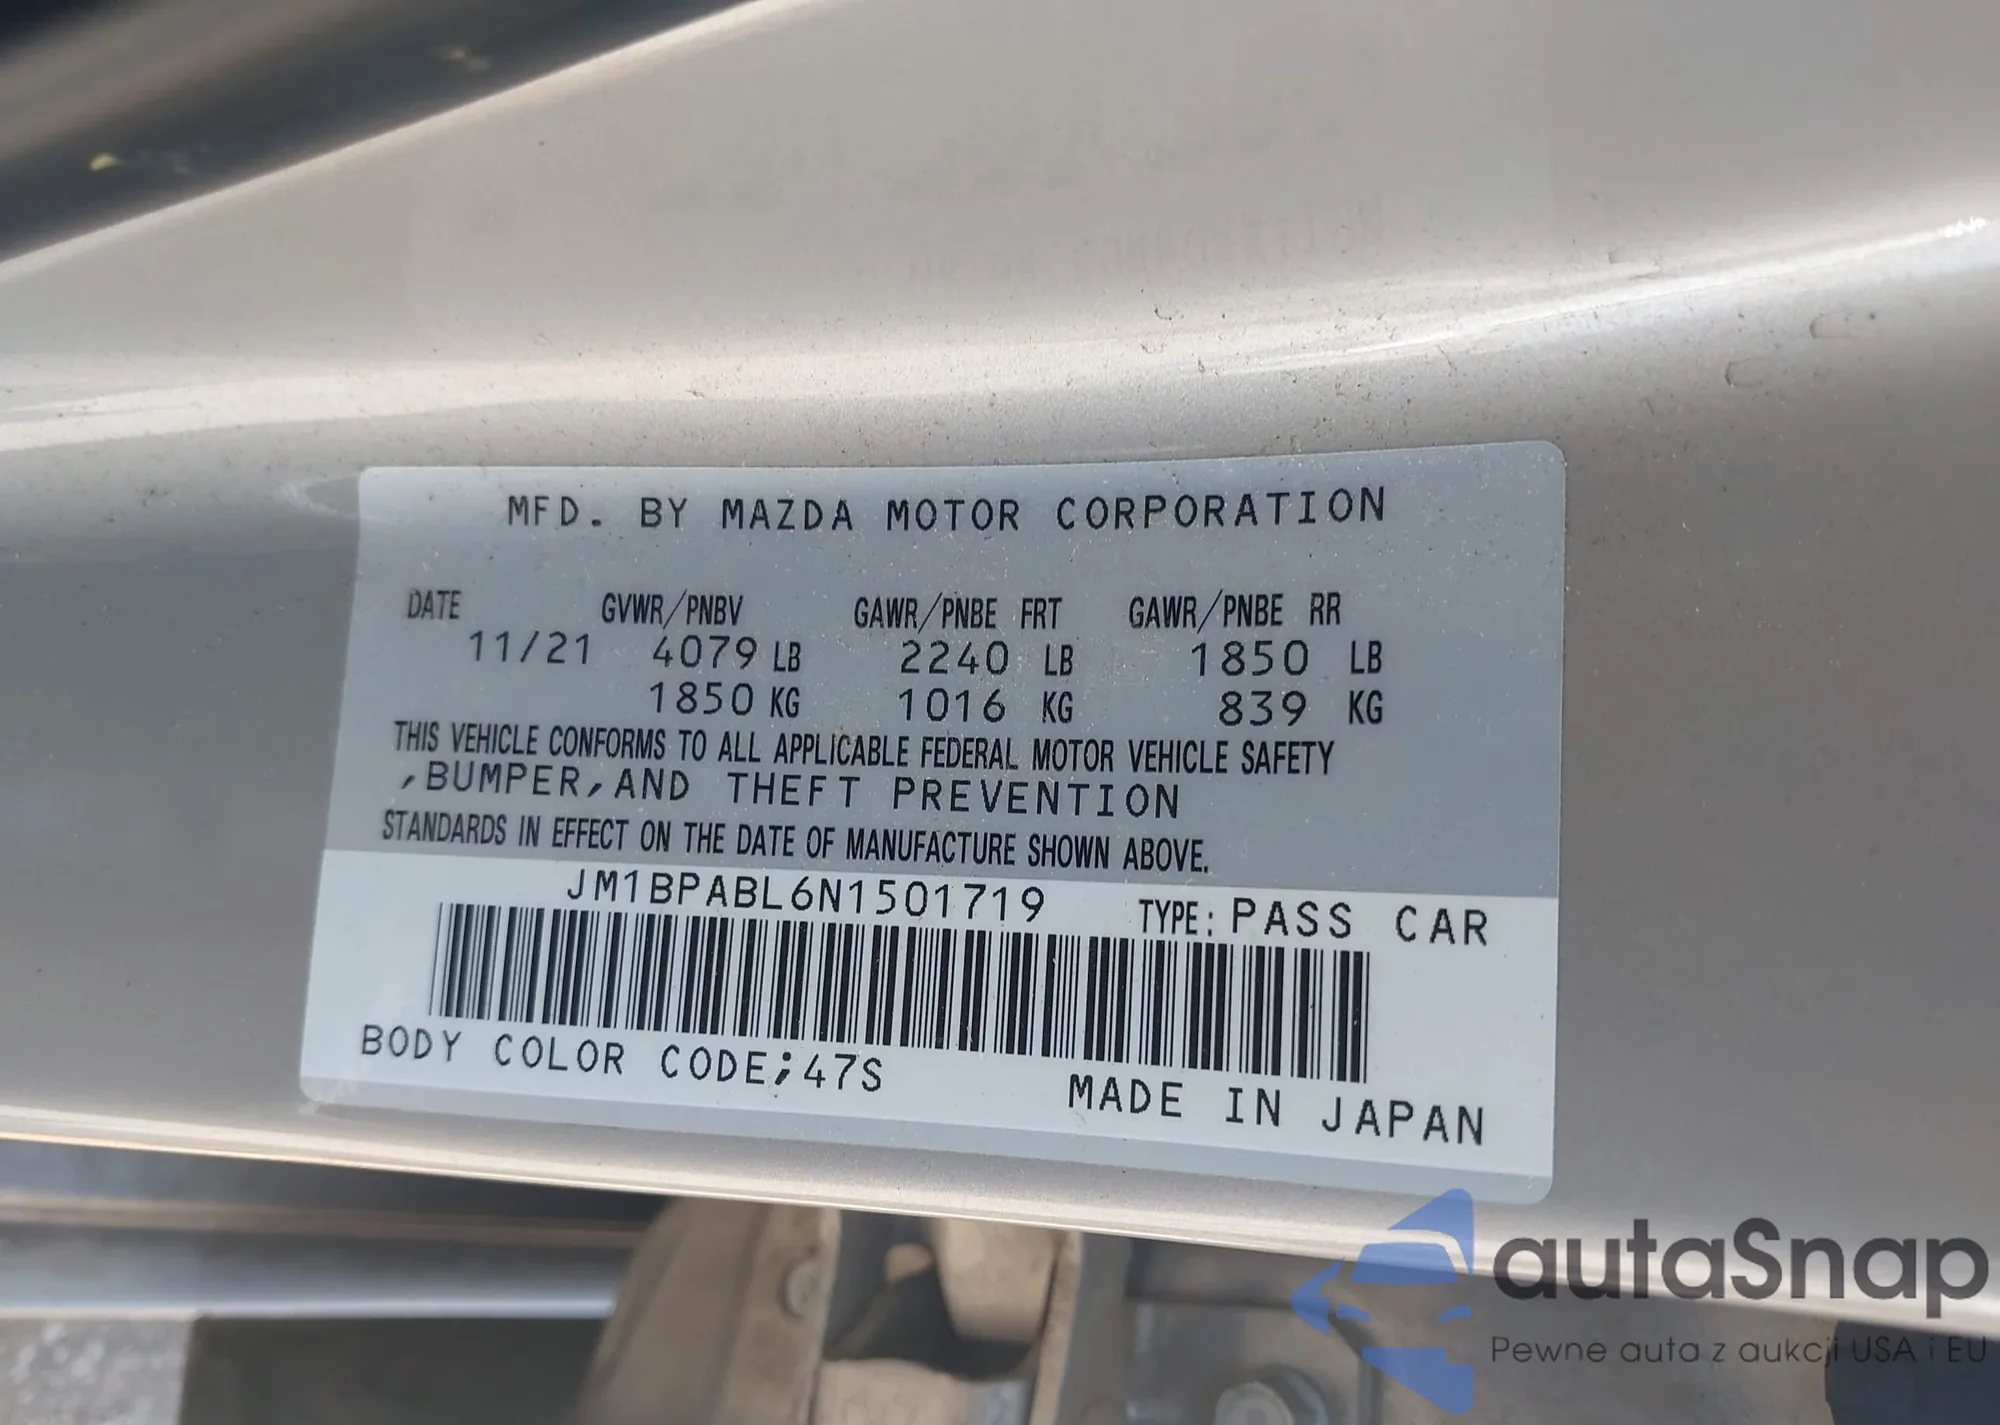 MFD. BY MAZDA MOTOR CORPORATION
DATE GVWR/PNBV GAWR/PNBE FRT GAWR/PNBE RR
11/21 4079 LB 2240 LB 1850 LB
1850 KG 1016 KG 839 KG
THIS VEHICLE CONFORMS TO ALL APPLICABLE FEDERAL MOTOR VEHICLE SAFETY
,BUMPER,AND THEFT PREVENTION
STANDARDS IN EFFECT ON THE DATE OF MANUFACTURE SHOWN ABOVE.
JM1BPABL6N1501719 TYPE: PASS CAR
BODY COLOR CODE;47S
MADE IN JAPAN
autaSnap
Pewne auta z aukcji USA i EU